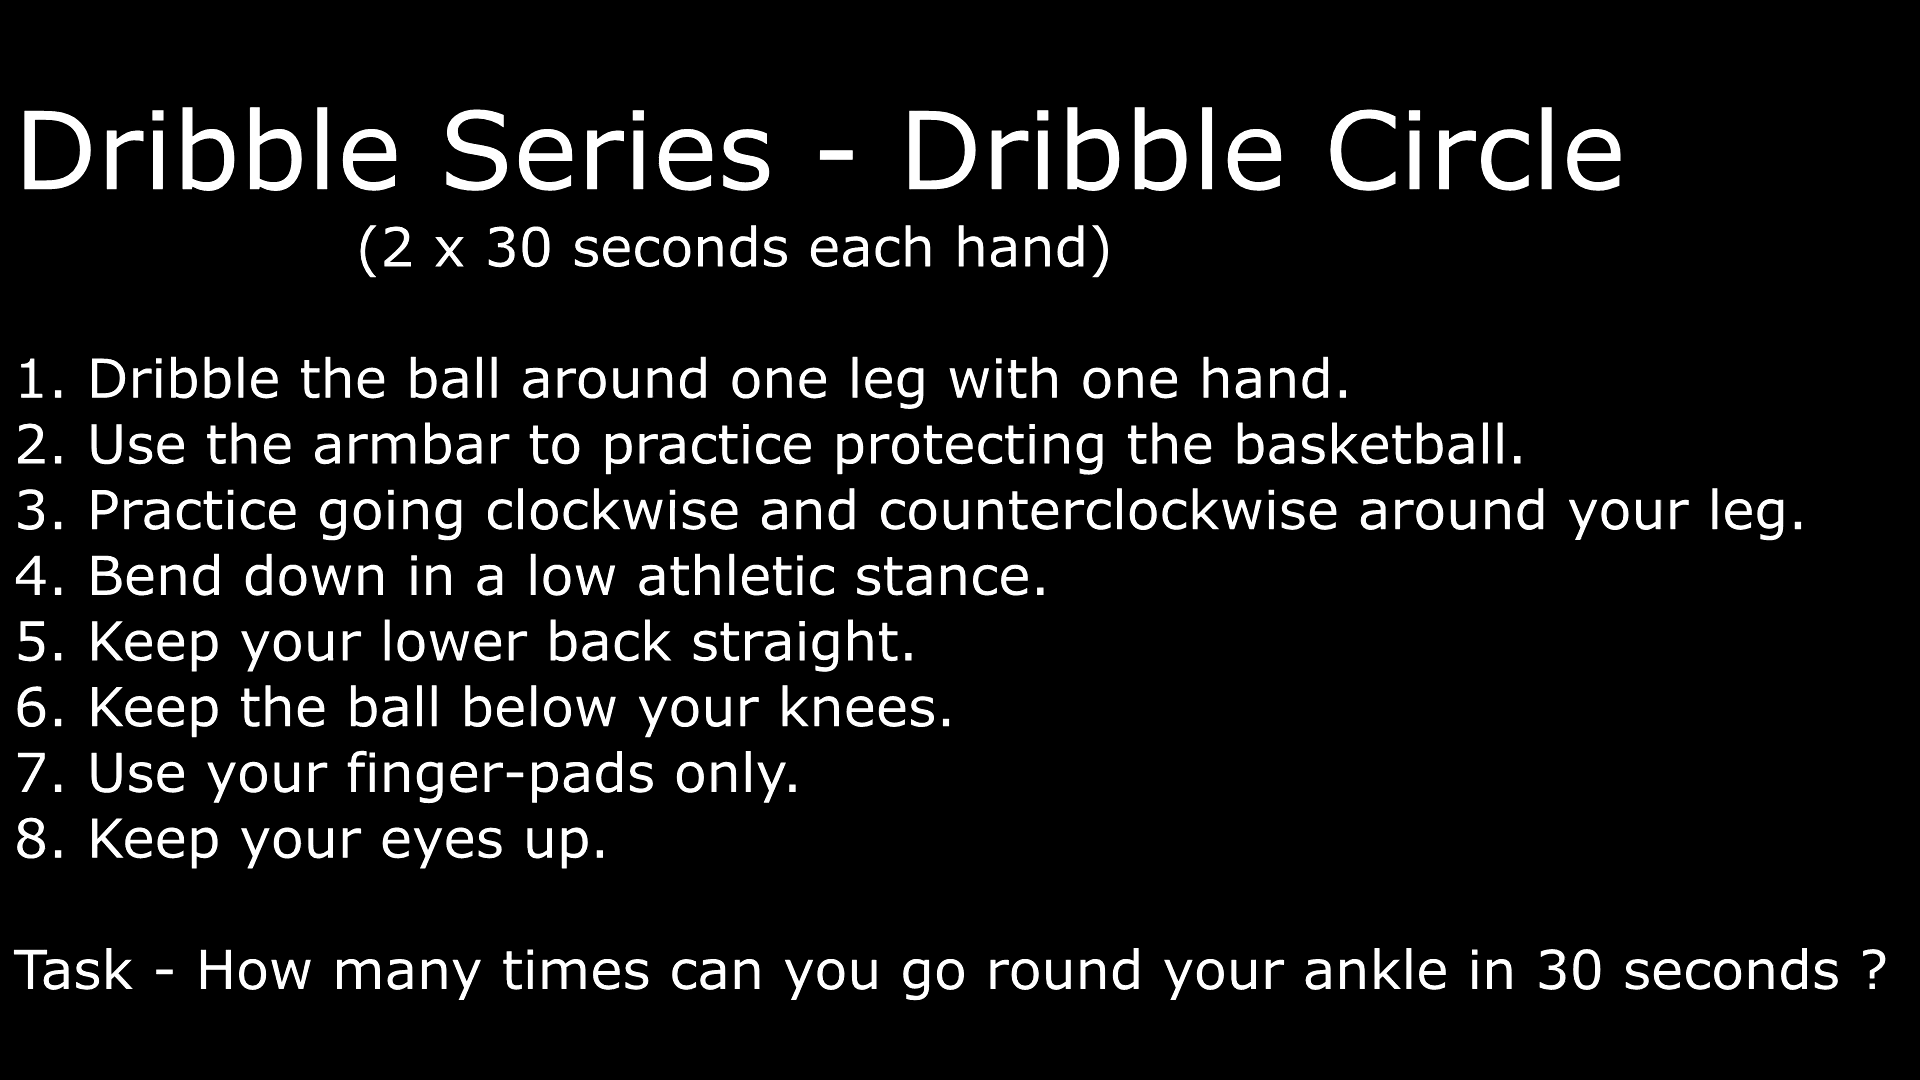 Dribble Series - Dribble Circle
(2 x 30 seconds each hand)
1. Dribble the ball around one leg with one hand.
2. Use the armbar to practice protecting the basketball.
3. Practice going clockwise and counterclockwise around your leg.
4. Bend down in a low athletic stance.
5. Keep your lower back straight.
6. Keep the ball below your knees.
7. Use your finger-pads only.
8. Keep your eyes up.
Task - How many times can you go round your ankle in 30 seconds ?